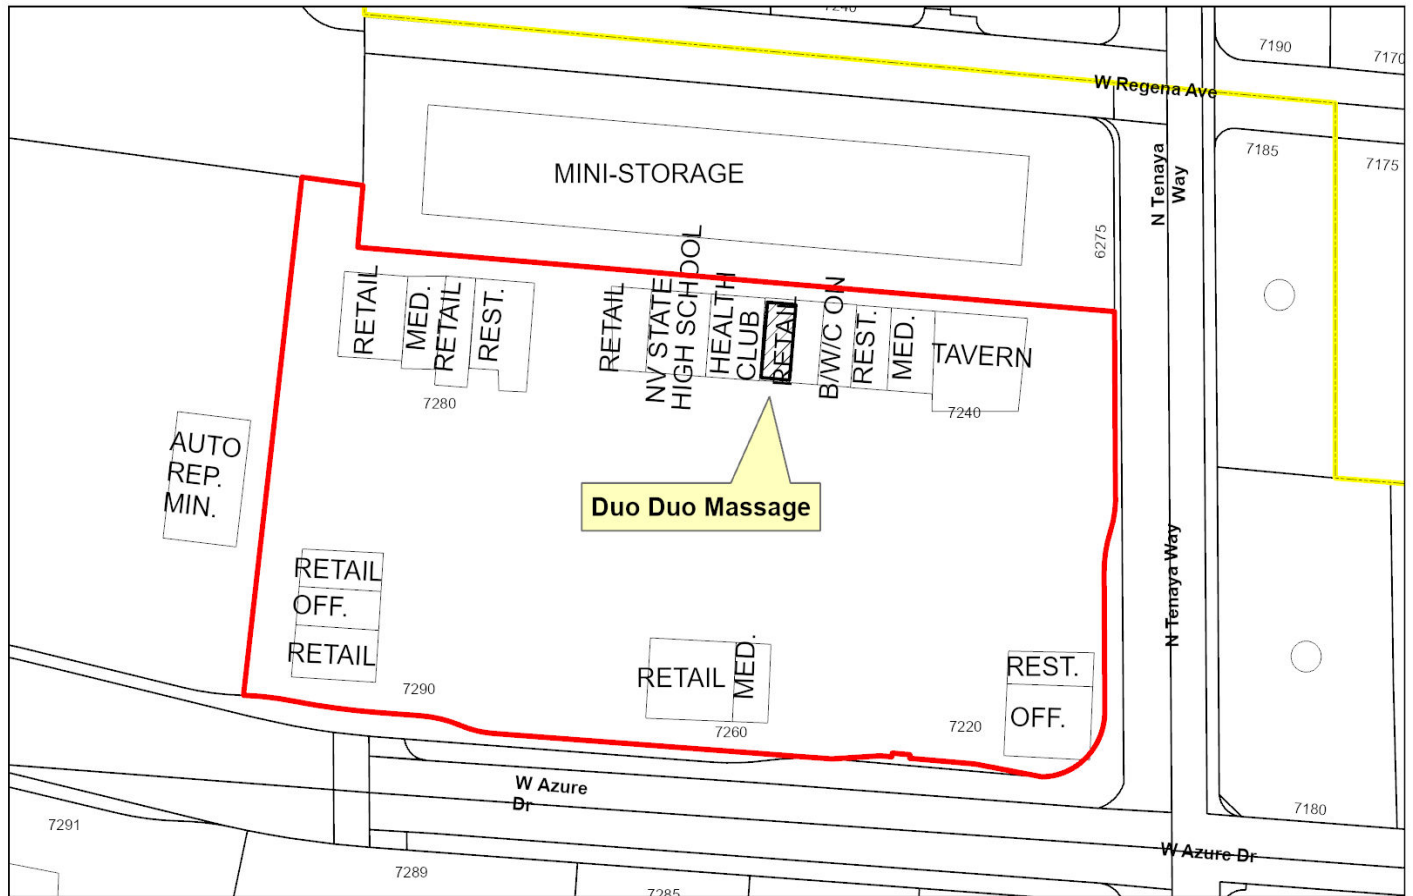 7240
7190
7170
W Regena Ave
7185
7175
MINI-STORAGE
N Tenaya
Way
6275
RETAIL
MED.
RETAIL
REST.
RETAIL
NV STATE
HIGH SCHOOL
HEALTH
CLUB
RETAIL
B/W/C ON
REST.
MED.
TAVERN
7280
7240
AUTO
REP.
MIN.
Duo Duo Massage
N Tenaya Way
RETAIL
OFF.
RETAIL
RETAIL
MED.
REST.
OFF.
7290
7260
7220
W Azure
Dr
7291
7180
W Azure Dr
7289
7285